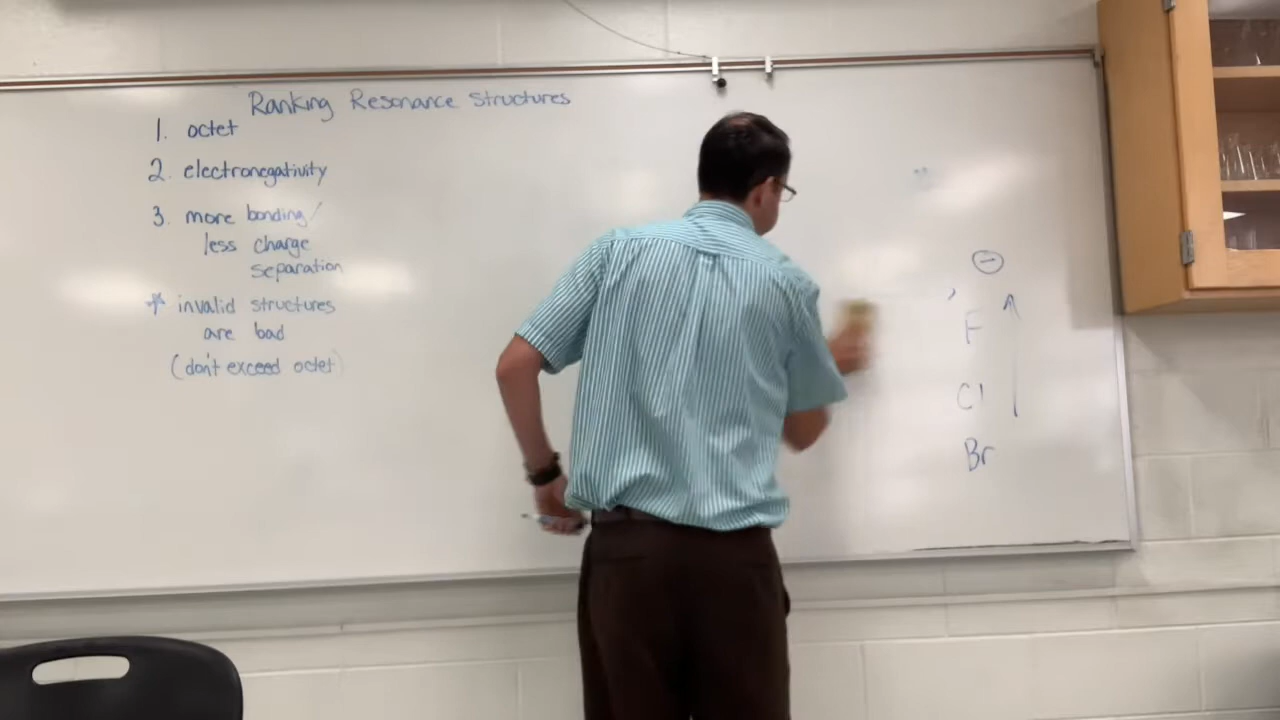 Ranking Resonance Structures
1. octet
2. electronegativity
3. more bonding/
less charge
separation
* invalid structures
are bad
(don't exceed octet)
−
F
Cl
Br